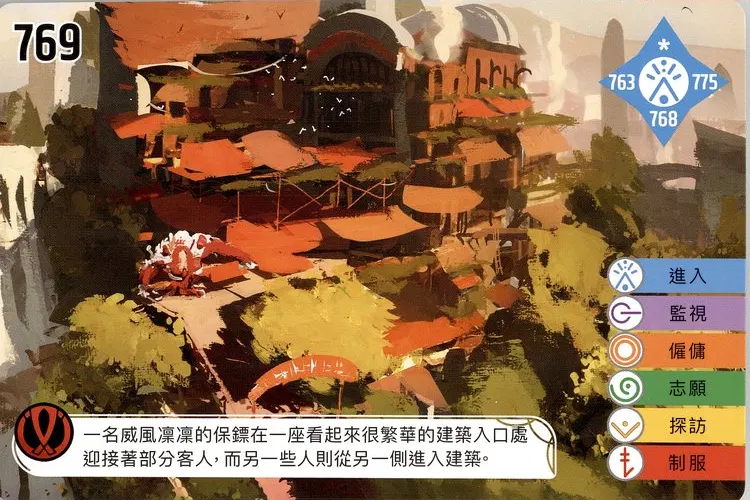 769
*
763
775
768
進入
監視
僱傭
志願
探訪
制服
一名威風凜凜的保鏢在一座看起來很繁華的建築入口處
迎接著部分客人，而另一些人則從另一側進入建築。